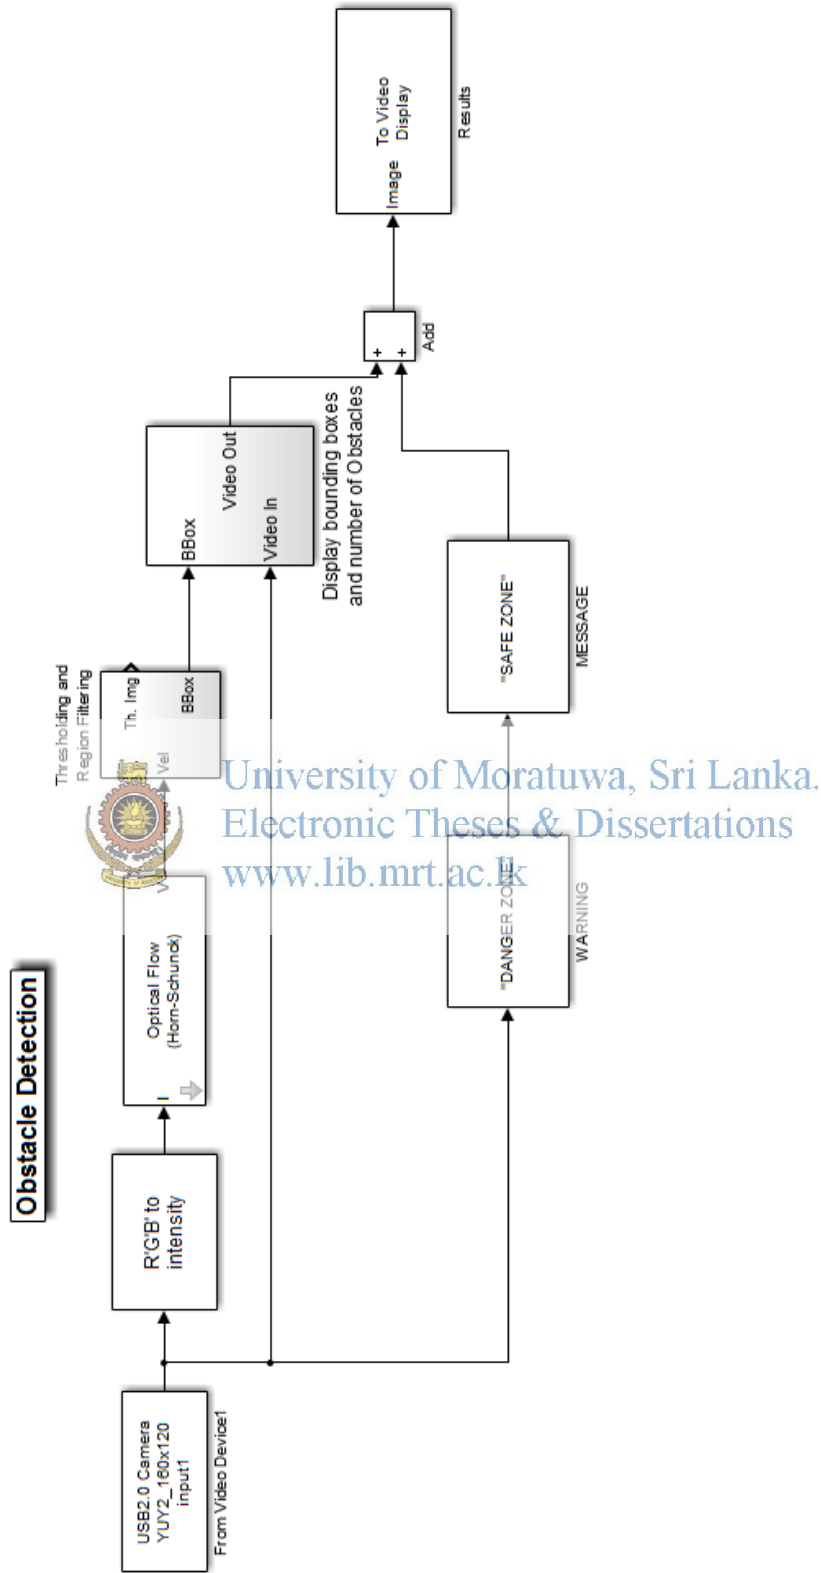 Obstacle Detection
USB2.0 Camera
YUY2_160x120
input1
From Video Device1
R'G'B' to
intensity
I
Optical Flow
(Horn-Schunck)
V
Thresholding and
Region Filtering
Vel
Th. Img
BBox
BBox
Video In
Video Out
Display bounding boxes
and number of Obstacles
"DANGER ZONE"
WARNING
"SAFE ZONE"
MESSAGE
+
+
Add
Image
To Video
Display
Results
University of Moratuwa, Sri Lanka.
Electronic Theses & Dissertations
www.lib.mrt.ac.lk